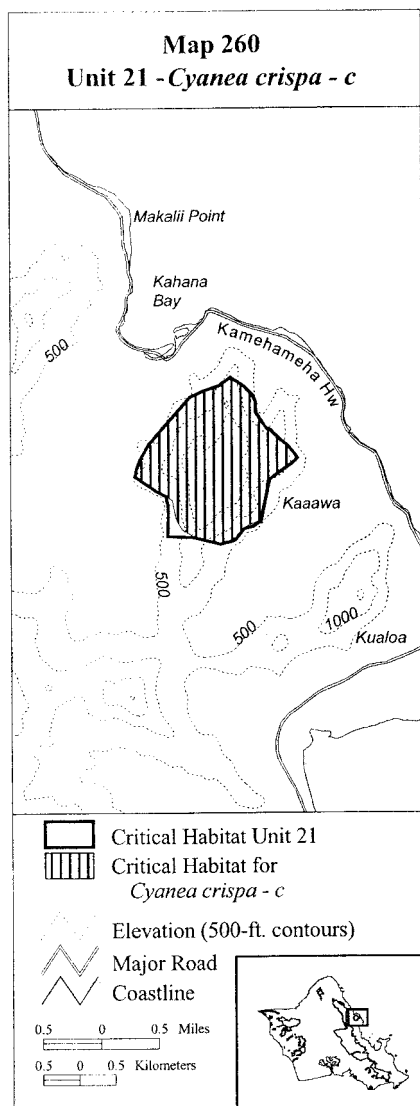 Map 260
Unit 21 - Cyanea crispa - c
Makalii Point
Kahana
Bay
500
Kamehameha Hw
Kaaawa
500
500
1000
Kualoa
Critical Habitat Unit 21
Critical Habitat for
Cyanea crispa - c
Elevation (500-ft. contours)
Major Road
Coastline
0.5 0 0.5 Miles
0.5 0 0.5 Kilometers